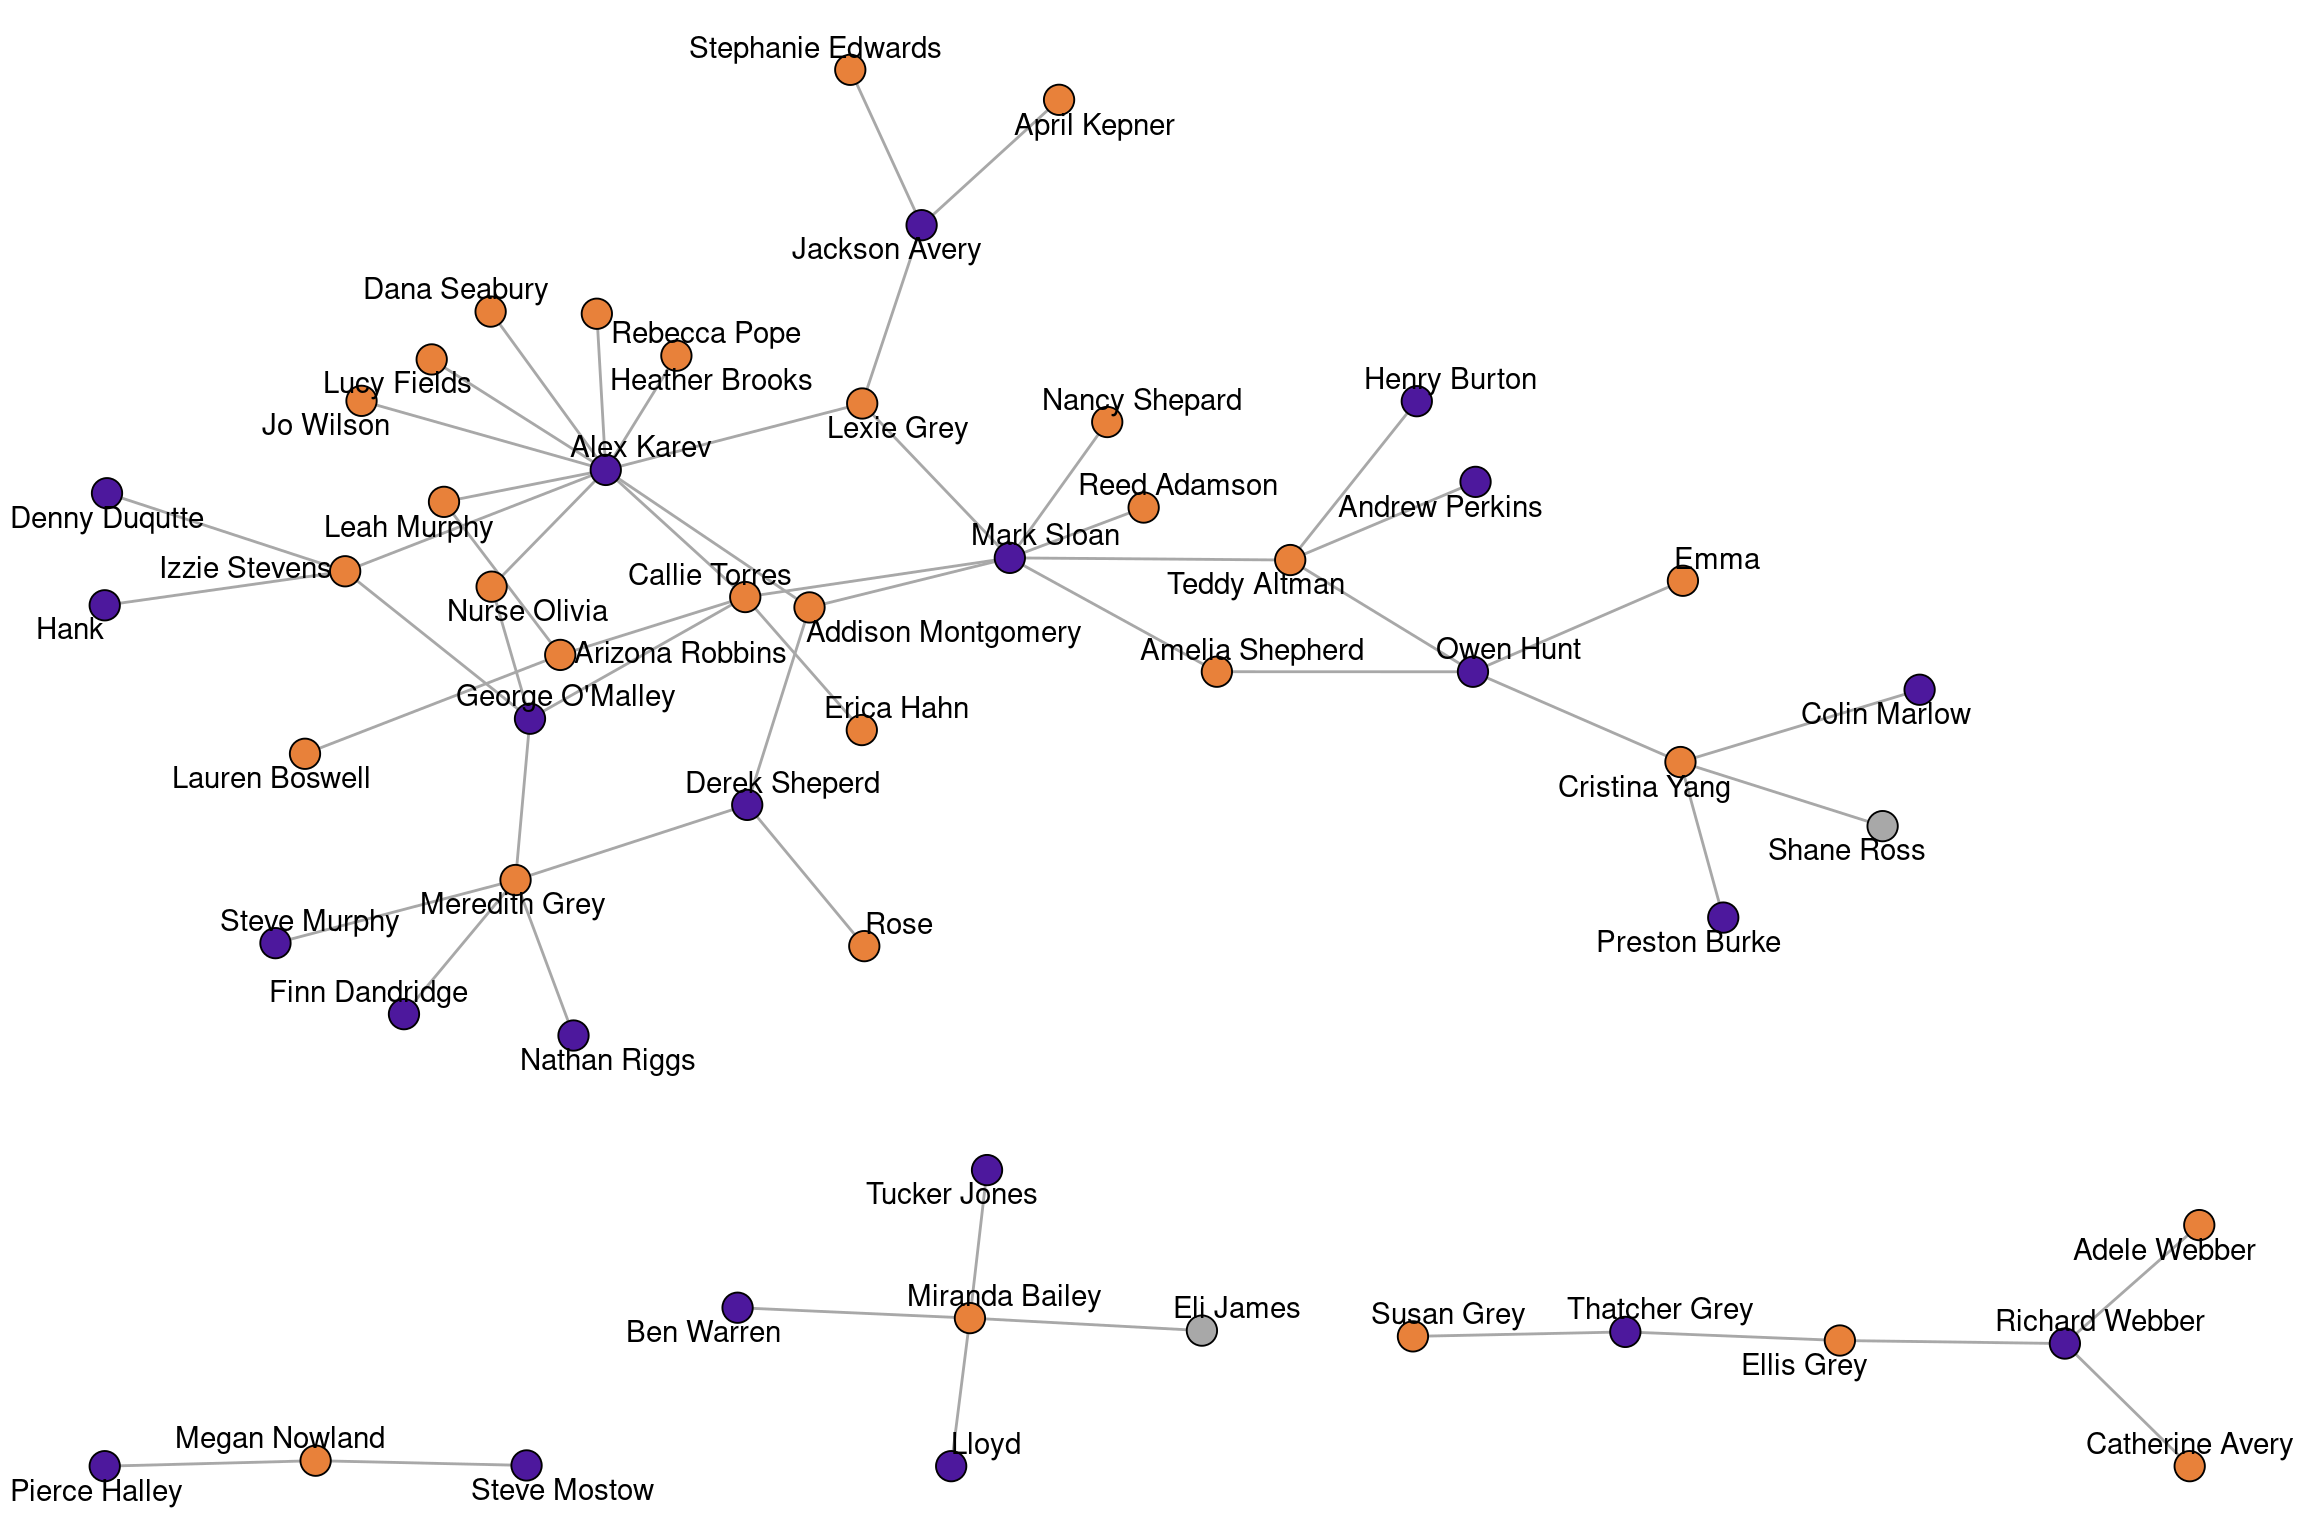 Stephanie Edwards
April Kepner
Jackson Avery
Dana Seabury
Rebecca Pope
Lucy Fields
Heather Brooks
Henry Burton
Jo Wilson
Lexie Grey
Nancy Shepard
Alex Karev
Reed Adamson
Andrew Perkins
Denny Duqutte
Leah Murphy
Mark Sloan
Emma
Izzie Stevens
Callie Torres
Teddy Altman
Nurse Olivia
Hank
Addison Montgomery
Arizona Robbins
Amelia Shepherd
Owen Hunt
George O'Malley
Erica Hahn
Colin Marlow
Lauren Boswell
Derek Sheperd
Cristina Yang
Shane Ross
Meredith Grey
Steve Murphy
Rose
Preston Burke
Finn Dandridge
Nathan Riggs
Tucker Jones
Adele Webber
Miranda Bailey
Eli James
Susan Grey
Thatcher Grey
Richard Webber
Ben Warren
Ellis Grey
Megan Nowland
Lloyd
Catherine Avery
Pierce Halley
Steve Mostow